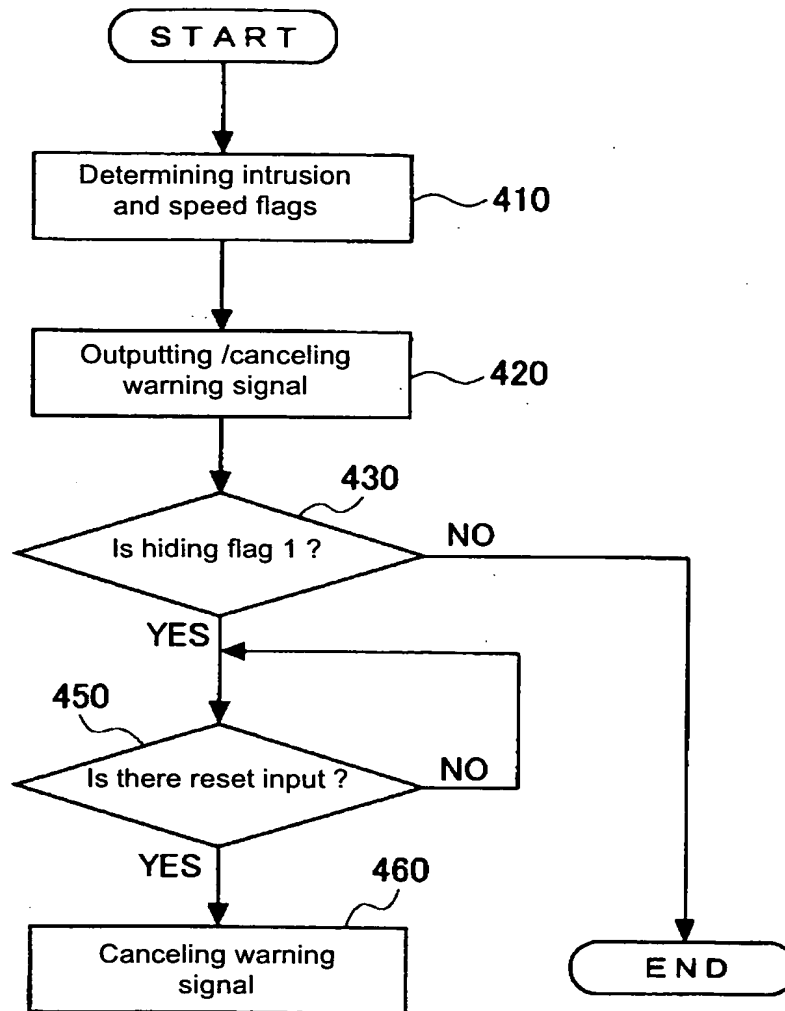 START
Determining intrusion
and speed flags
410
Outputting /canceling
warning signal
420
430
Is hiding flag 1 ?
NO
YES
450
Is there reset input ?
NO
YES
460
Canceling warning
signal
END